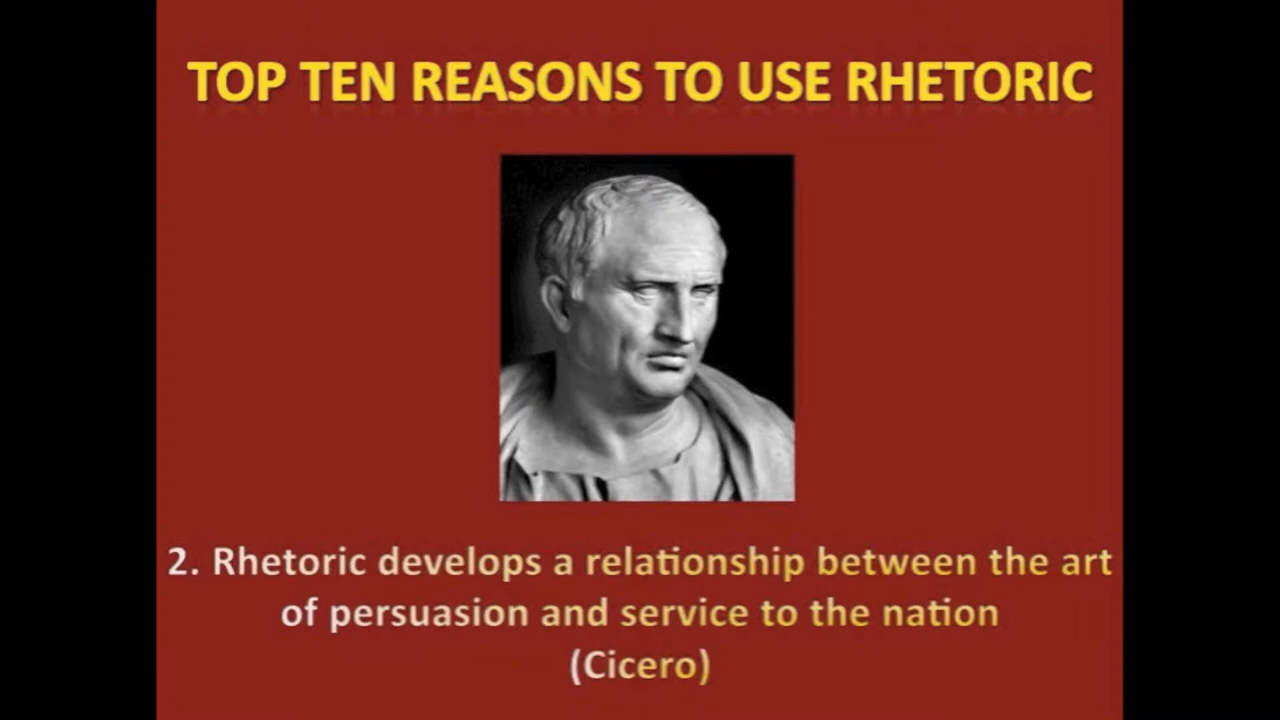 TOP TEN REASONS TO USE RHETORIC
2. Rhetoric develops a relationship between the art
of persuasion and service to the nation
(Cicero)